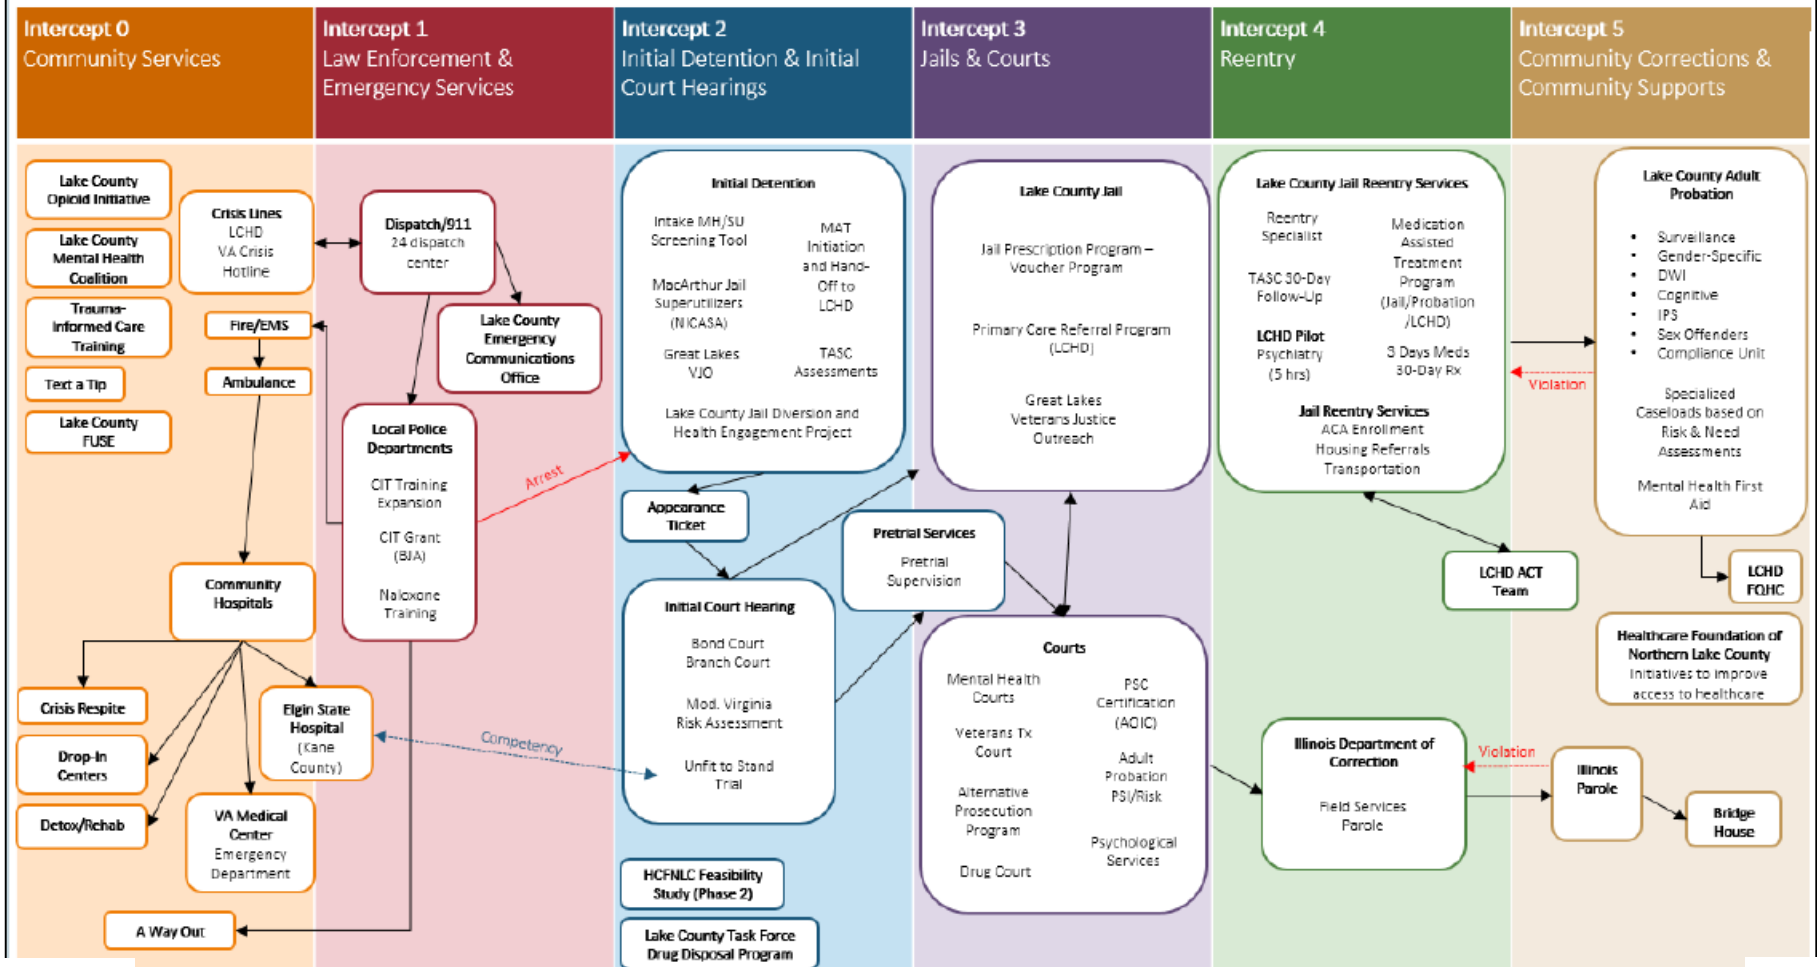 Intercept 0
Community Services
Intercept 1
Law Enforcement &
Emergency Services
Intercept 2
Initial Detention & Initial
Court Hearings
Intercept 3
Jails & Courts
Intercept 4
Reentry
Intercept 5
Community Corrections &
Community Supports
Lake County
Opioid Initiative
Lake County
Mental Health
Coalition
Trauma-
Informed Care
Training
Text a Tip
Lake County
FUSE
Crisis Lines
LCHD
VA Crisis
Hotline
Fire/EMS
Ambulance
Community
Hospitals
Crisis Respite
Drop-In
Centers
Detox/Rehab
Elgin State
Hospital
(Kane
County)
VA Medical
Center
Emergency
Department
A Way Out
Dispatch/911
24 dispatch
center
Lake County
Emergency
Communications
Office
Local Police
Departments
CIT Training
Expansion
CIT Grant
(BJA)
Naloxone
Training
Arrest
Competency
Initial Detention
Intake MH/SU
Screening Tool
MacArthur Jail
Superutilizers
(NICASA)
Great Lakes
VJO
MAT
Initiation
and Hand-
Off to
LCHD
TASC
Assessments
Lake County Jail Diversion and
Health Engagement Project
Appearance
Ticket
Initial Court Hearing
Bond Court
Branch Court
Mod. Virginia
Risk Assessment
Unfit to Stand
Trial
HCFNLC Feasibility
Study (Phase 2)
Lake County Task Force
Drug Disposal Program
Pretrial Services
Pretrial
Supervision
Lake County Jail
Jail Prescription Program –
Voucher Program
Primary Care Referral Program
(LCHD)
Great Lakes
Veterans Justice
Outreach
Courts
Mental Health
Courts
Veterans Tx
Court
Alternative
Prosecution
Program
Drug Court
PSC
Certification
(AOIC)
Adult
Probation
PSI/Risk
Psychological
Services
Lake County Jail Reentry Services
Reentry
Specialist
TASC 30-Day
Follow-Up
LCHD Pilot
Psychiatry
(5 hrs)
Medication
Assisted
Treatment
Program
(Jail/Probation
/LCHD)
3 Days Meds
30-Day Rx
Jail Reentry Services
ACA Enrollment
Housing Referrals
Transportation
LCHD ACT
Team
Illinois Department of
Correction
Field Services
Parole
Violation
Violation
Lake County Adult
Probation
• Surveillance
• Gender-Specific
• DWI
• Cognitive
• IPS
• Sex Offenders
• Compliance Unit
Specialized
Caseloads based on
Risk & Need
Assessments
Mental Health First
Aid
LCHD
FQHC
Healthcare Foundation of
Northern Lake County
Initiatives to improve
access to healthcare
Illinois
Parole
Bridge
House